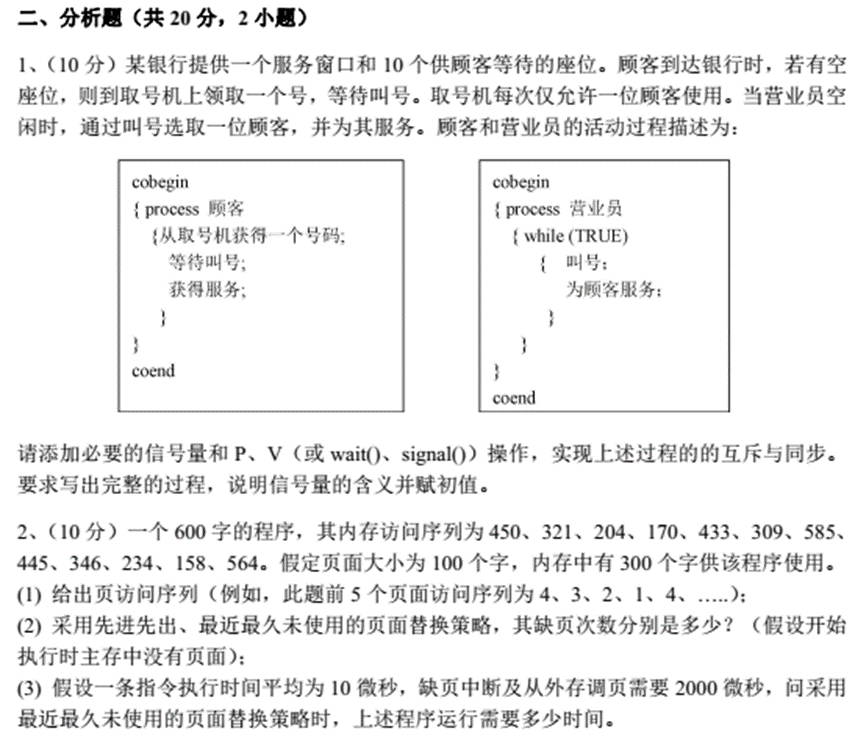 二、分析题（共 20 分，2 小题）
1、（10 分）某银行提供一个服务窗口和 10 个供顾客等待的座位。顾客到达银行时，若有空
座位，则到取号机上领取一个号，等待叫号。取号机每次仅允许一位顾客使用。当营业员空
闲时，通过叫号选取一位顾客，并为其服务。顾客和营业员的活动过程描述为：
cobegin
{ process 顾客
{从取号机获得一个号码;
等待叫号;
获得服务;
}
}
coend
cobegin
{ process 营业员
{ while (TRUE)
{ 叫号；
为顾客服务；
}
}
}
coend
请添加必要的信号量和 P、V（或 wait()、signal()）操作，实现上述过程的的互斥与同步。
要求写出完整的过程，说明信号量的含义并赋初值。
2、（10 分）一个 600 字的程序，其内存访问序列为 450、321、204、170、433、309、585、
445、346、234、158、564。假定页面大小为 100 个字，内存中有 300 个字供该程序使用。
(1) 给出页访问序列（例如，此题前 5 个页面访问序列为 4、3、2、1、4、…..）；
(2) 采用先进先出、最近最久未使用的页面替换策略，其缺页次数分别是多少？（假设开始
执行时主存中没有页面）；
(3) 假设一条指令执行时间平均为 10 微秒，缺页中断及从外存调页需要 2000 微秒，问采用
最近最久未使用的页面替换策略时，上述程序运行需要多少时间。